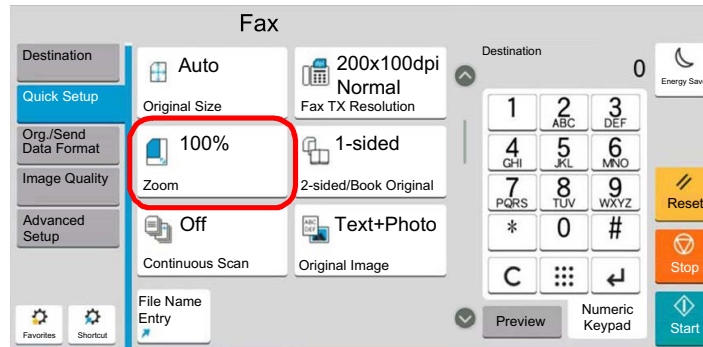 Fax
Destination
Quick Setup
Org./Send
Data Format
Image Quality
Advanced
Setup
Favorites
Shortcut
Auto
Original Size
200x100dpi
Normal
Fax TX Resolution
100%
Zoom
1-sided
2-sided/Book Original
Off
Continuous Scan
ABC
DEF
Text+Photo
Original Image
File Name
Entry
Destination
0
1
2
ABC
3
DEF
4
GHI
5
JKL
6
MNO
7
PQRS
8
TUV
9
WXYZ
*
0
#
C
Preview
Numeric
Keypad
Energy Save
Reset
Stop
Start